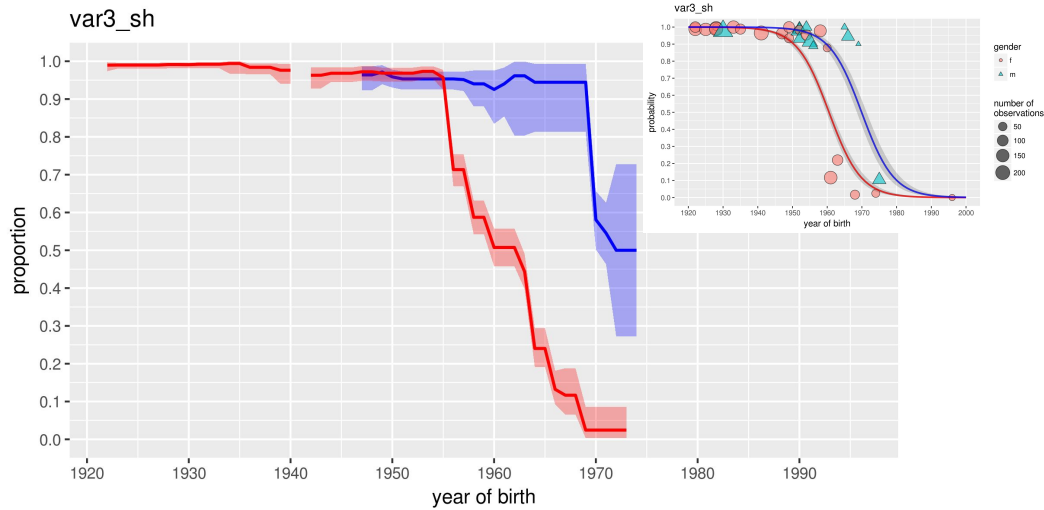 var3_sh
1.0
0.9
0.8
0.7
0.6
0.5
0.4
0.3
0.2
0.1
0.0
proportion
1920 1930 1940 1950 1960 1970 1980 1990
year of birth
var3_sh
1.0
0.9
0.8
0.7
0.6
0.5
0.4
0.3
0.2
0.1
0.0
probability
1920 1930 1940 1950 1960 1970 1980 1990 2000
year of birth
gender
f
m
number of
observations
50
100
150
200